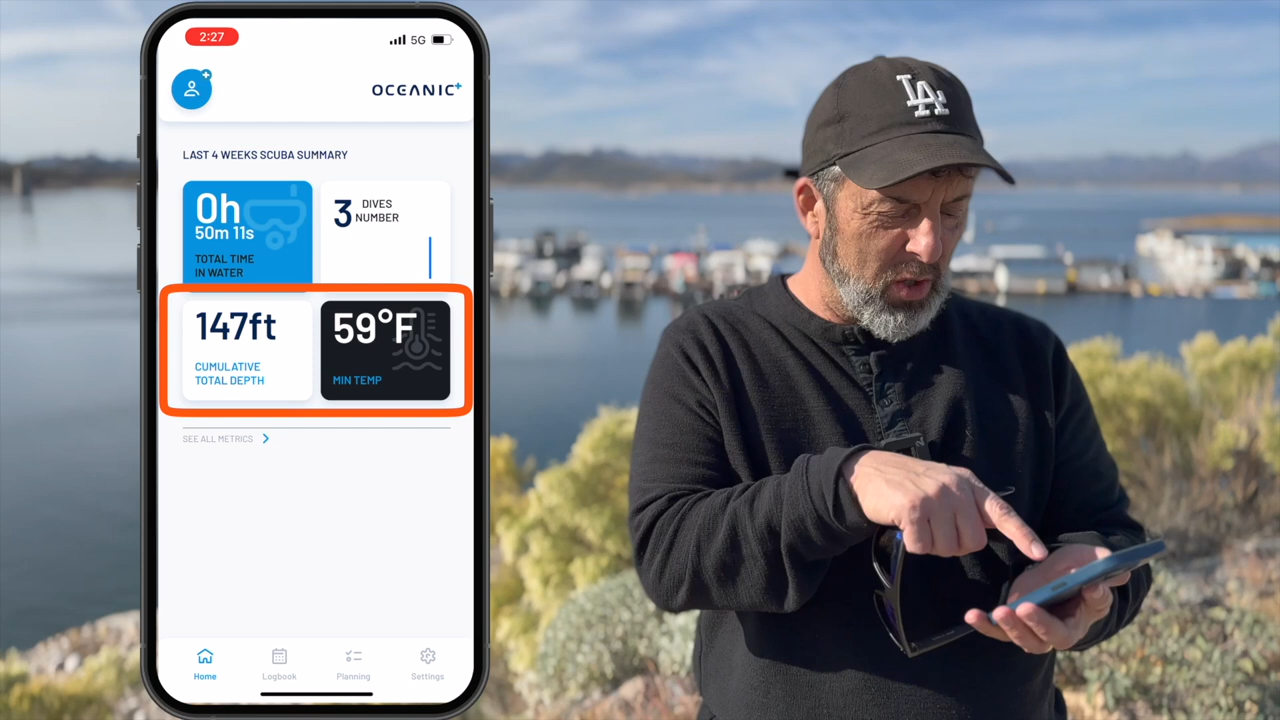 2:27
5G
OCEANIC+
LAST 4 WEEKS SCUBA SUMMARY
0h
50m 11s
TOTAL TIME
IN WATER
3 DIVES
NUMBER
147ft
CUMULATIVE
TOTAL DEPTH
59°F
MIN TEMP
SEE ALL METRICS
Home
Logbook
Planning
Settings
LA